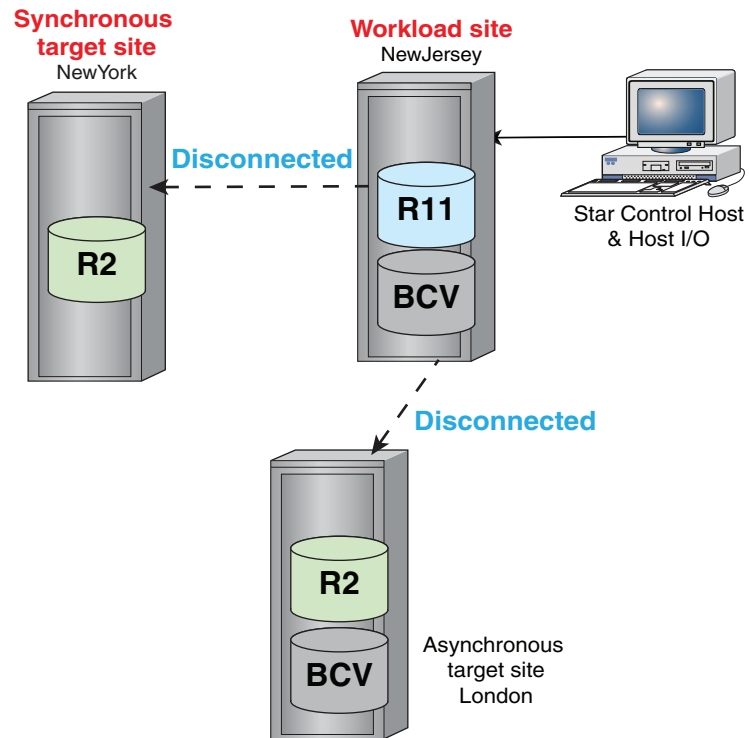 Synchronous
target site
NewYork
Workload site
NewJersey
Disconnected
R11
R2
BCV
Star Control Host
& Host I/O
Disconnected
R2
BCV
Asynchronous
target site
London